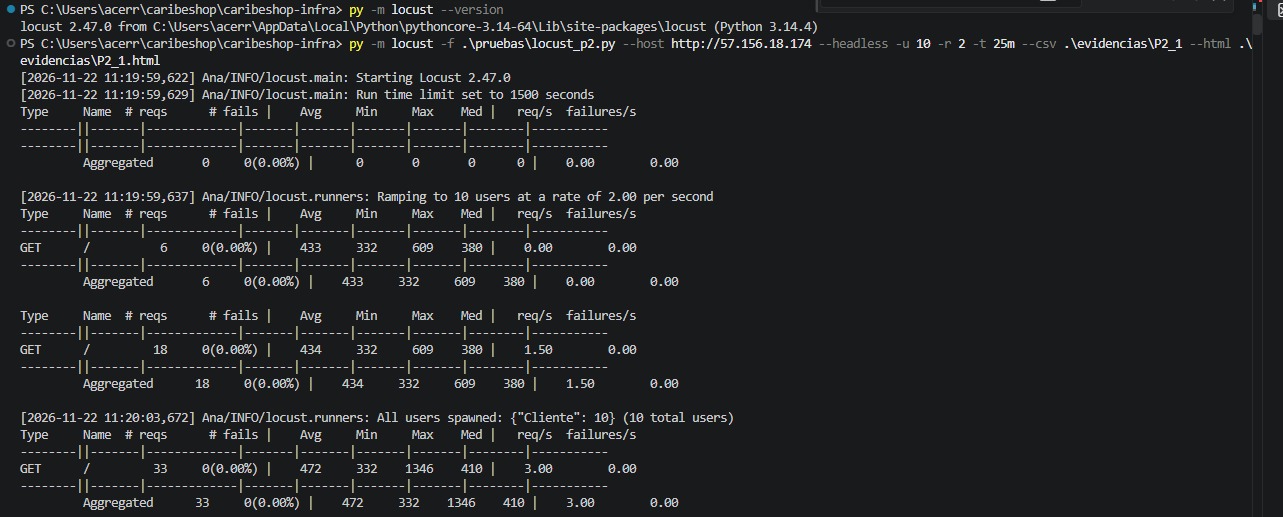 PS C:\Users\acerr\caribeshop\caribeshop-infra> py -m locust --version
locust 2.47.0 from C:\Users\acerr\AppData\Local\Python\pythoncore-3.14-64\Lib\site-packages\locust (Python 3.14.4)
PS C:\Users\acerr\caribeshop\caribeshop-infra> py -m locust -f .\pruebas\locust_p2.py --host http://57.156.18.174 --headless -u 10 -r 2 -t 25m --csv .\evidencias\P2_1 --html .\
evidencias\P2_1.html
[2026-11-22 11:19:59,622] Ana/INFO/locust.main: Starting Locust 2.47.0
[2026-11-22 11:19:59,629] Ana/INFO/locust.main: Run time limit set to 1500 seconds
Type     Name  # reqs      # fails |    Avg     Min     Max    Med |   req/s  failures/s
--------||-------|-------------|-------|-------|-------|-------|--------|-----------
--------||-------|-------------|-------|-------|-------|-------|--------|-----------
         Aggregated       0     0(0.00%) |      0       0       0      0 |    0.00        0.00
[2026-11-22 11:19:59,637] Ana/INFO/locust.runners: Ramping to 10 users at a rate of 2.00 per second
Type     Name  # reqs      # fails |    Avg     Min     Max    Med |   req/s  failures/s
--------||-------|-------------|-------|-------|-------|-------|--------|-----------
GET      /          6     0(0.00%) |    433     332     609    380 |    0.00        0.00
--------||-------|-------------|-------|-------|-------|-------|--------|-----------
         Aggregated       6     0(0.00%) |    433     332     609    380 |    0.00        0.00
Type     Name  # reqs      # fails |    Avg     Min     Max    Med |   req/s  failures/s
--------||-------|-------------|-------|-------|-------|-------|--------|-----------
GET      /         18     0(0.00%) |    434     332     609    380 |    1.50        0.00
--------||-------|-------------|-------|-------|-------|-------|--------|-----------
         Aggregated      18     0(0.00%) |    434     332     609    380 |    1.50        0.00
[2026-11-22 11:20:03,672] Ana/INFO/locust.runners: All users spawned: {"Cliente": 10} (10 total users)
Type     Name  # reqs      # fails |    Avg     Min     Max    Med |   req/s  failures/s
--------||-------|-------------|-------|-------|-------|-------|--------|-----------
GET      /         33     0(0.00%) |    472     332    1346    410 |    3.00        0.00
--------||-------|-------------|-------|-------|-------|-------|--------|-----------
         Aggregated      33     0(0.00%) |    472     332    1346    410 |    3.00        0.00